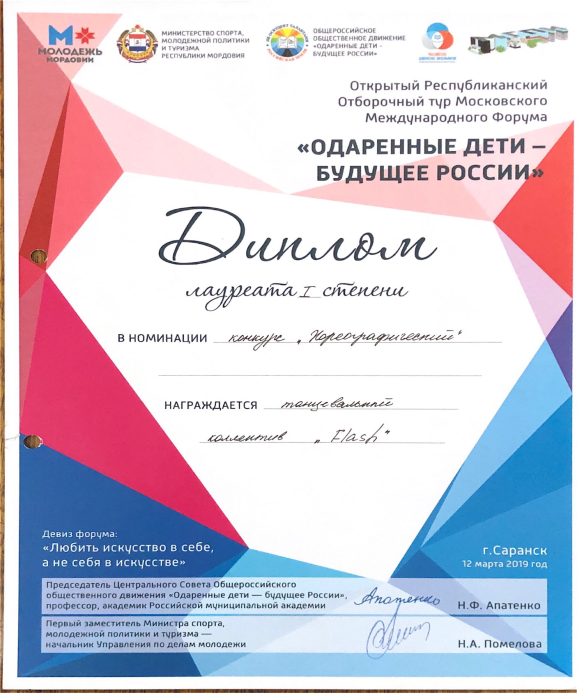 МОЛОДЕЖЬ
МОРДОВИИ
МИНИСТЕРСТВО СПОРТА,
МОЛОДЕЖНОЙ ПОЛИТИКИ
И ТУРИЗМА
РЕСПУБЛИКИ МОРДОВИЯ
ОБЩЕРОССИЙСКОЕ
ОБЩЕСТВЕННОЕ ДВИЖЕНИЕ
«ОДАРЕННЫЕ ДЕТИ –
БУДУЩЕЕ РОССИИ»
Открытый Республиканский
Отборочный тур Московского
Международного Форума
«ОДАРЕННЫЕ ДЕТИ –
БУДУЩЕЕ РОССИИ»
Диплом
лауреата I степени
В НОМИНАЦИИ конкурс „Хореографический"
НАГРАЖДАЕТСЯ танцевальный
коллектив „Flash"
Девиз форума:
«Любить искусство в себе,
а не себя в искусстве»
г.Саранск
12 марта 2019 год
Председатель Центрального Совета Общероссийского
общественного движения «Одаренные дети — будущее России»,
профессор, академик Российской муниципальной академии
Апатенко
Н.Ф. Апатенко
Первый заместитель Министра спорта,
молодежной политики и туризма —
начальник Управления по делам молодежи
Н.А. Помелова